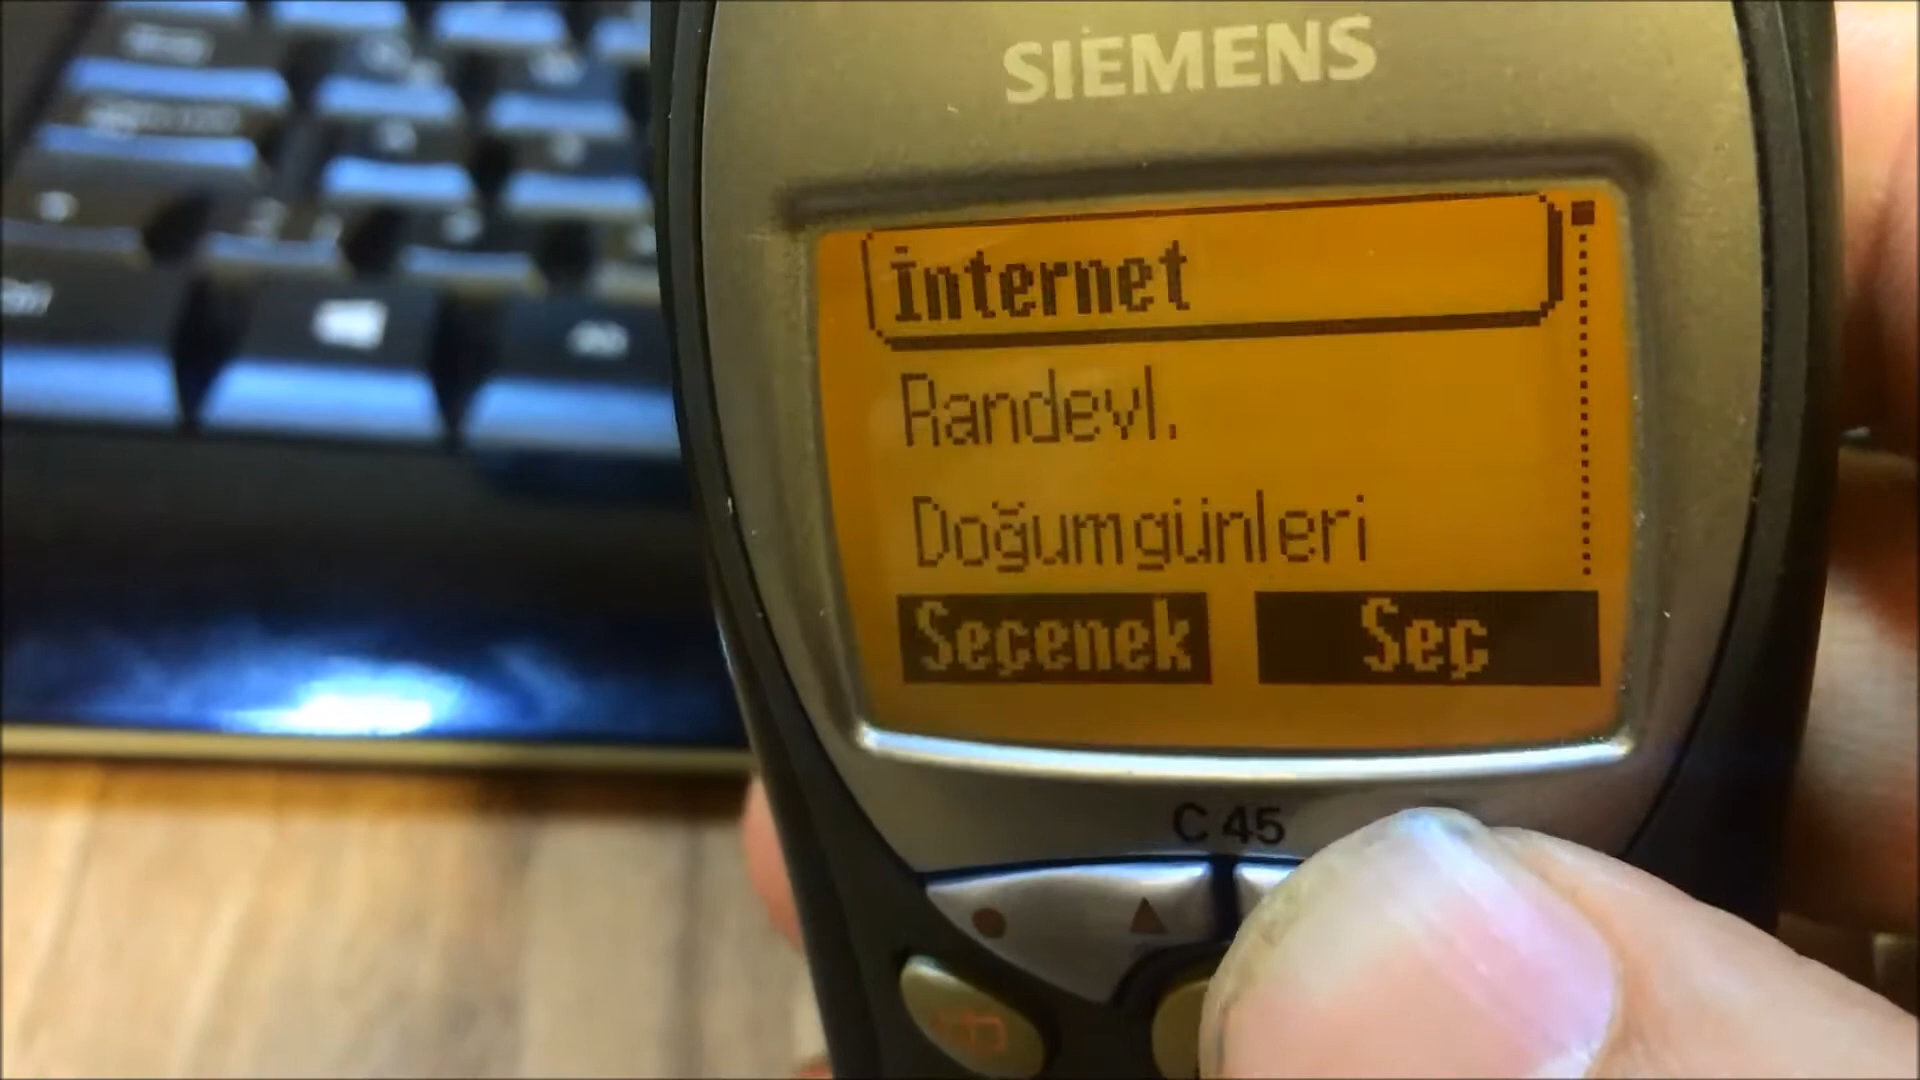 SIEMENS
İnternet
Randevl.
Doğumgünleri
Seçenek Seç
C 45